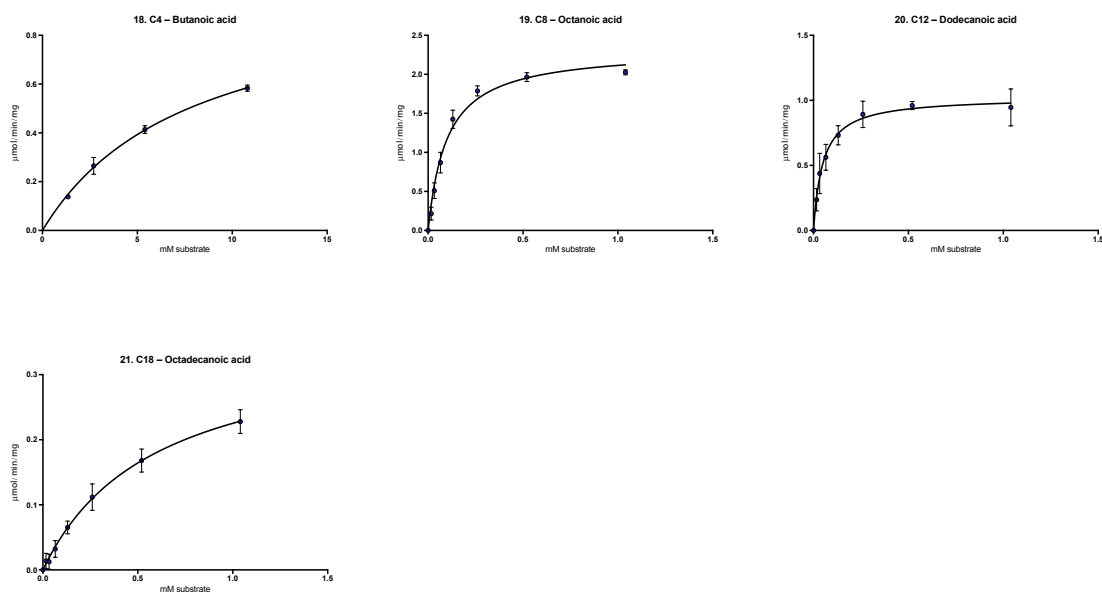 18. C4 – Butanoic acid
0.8
0.6
0.4
0.2
0.0
0
5
10
15
mM substrate
µmol/min/mg
19. C8 – Octanoic acid
2.5
2.0
1.5
1.0
0.5
0.0
0.0
0.5
1.0
1.5
mM substrate
µmol/min/mg
20. C12 – Dodecanoic acid
1.5
1.0
0.5
0.0
0.0
0.5
1.0
1.5
mM substrate
µmol/min/mg
21. C18 – Octadecanoic acid
0.3
0.2
0.1
0.0
0.0
0.5
1.0
1.5
mM substrate
µmol/min/mg